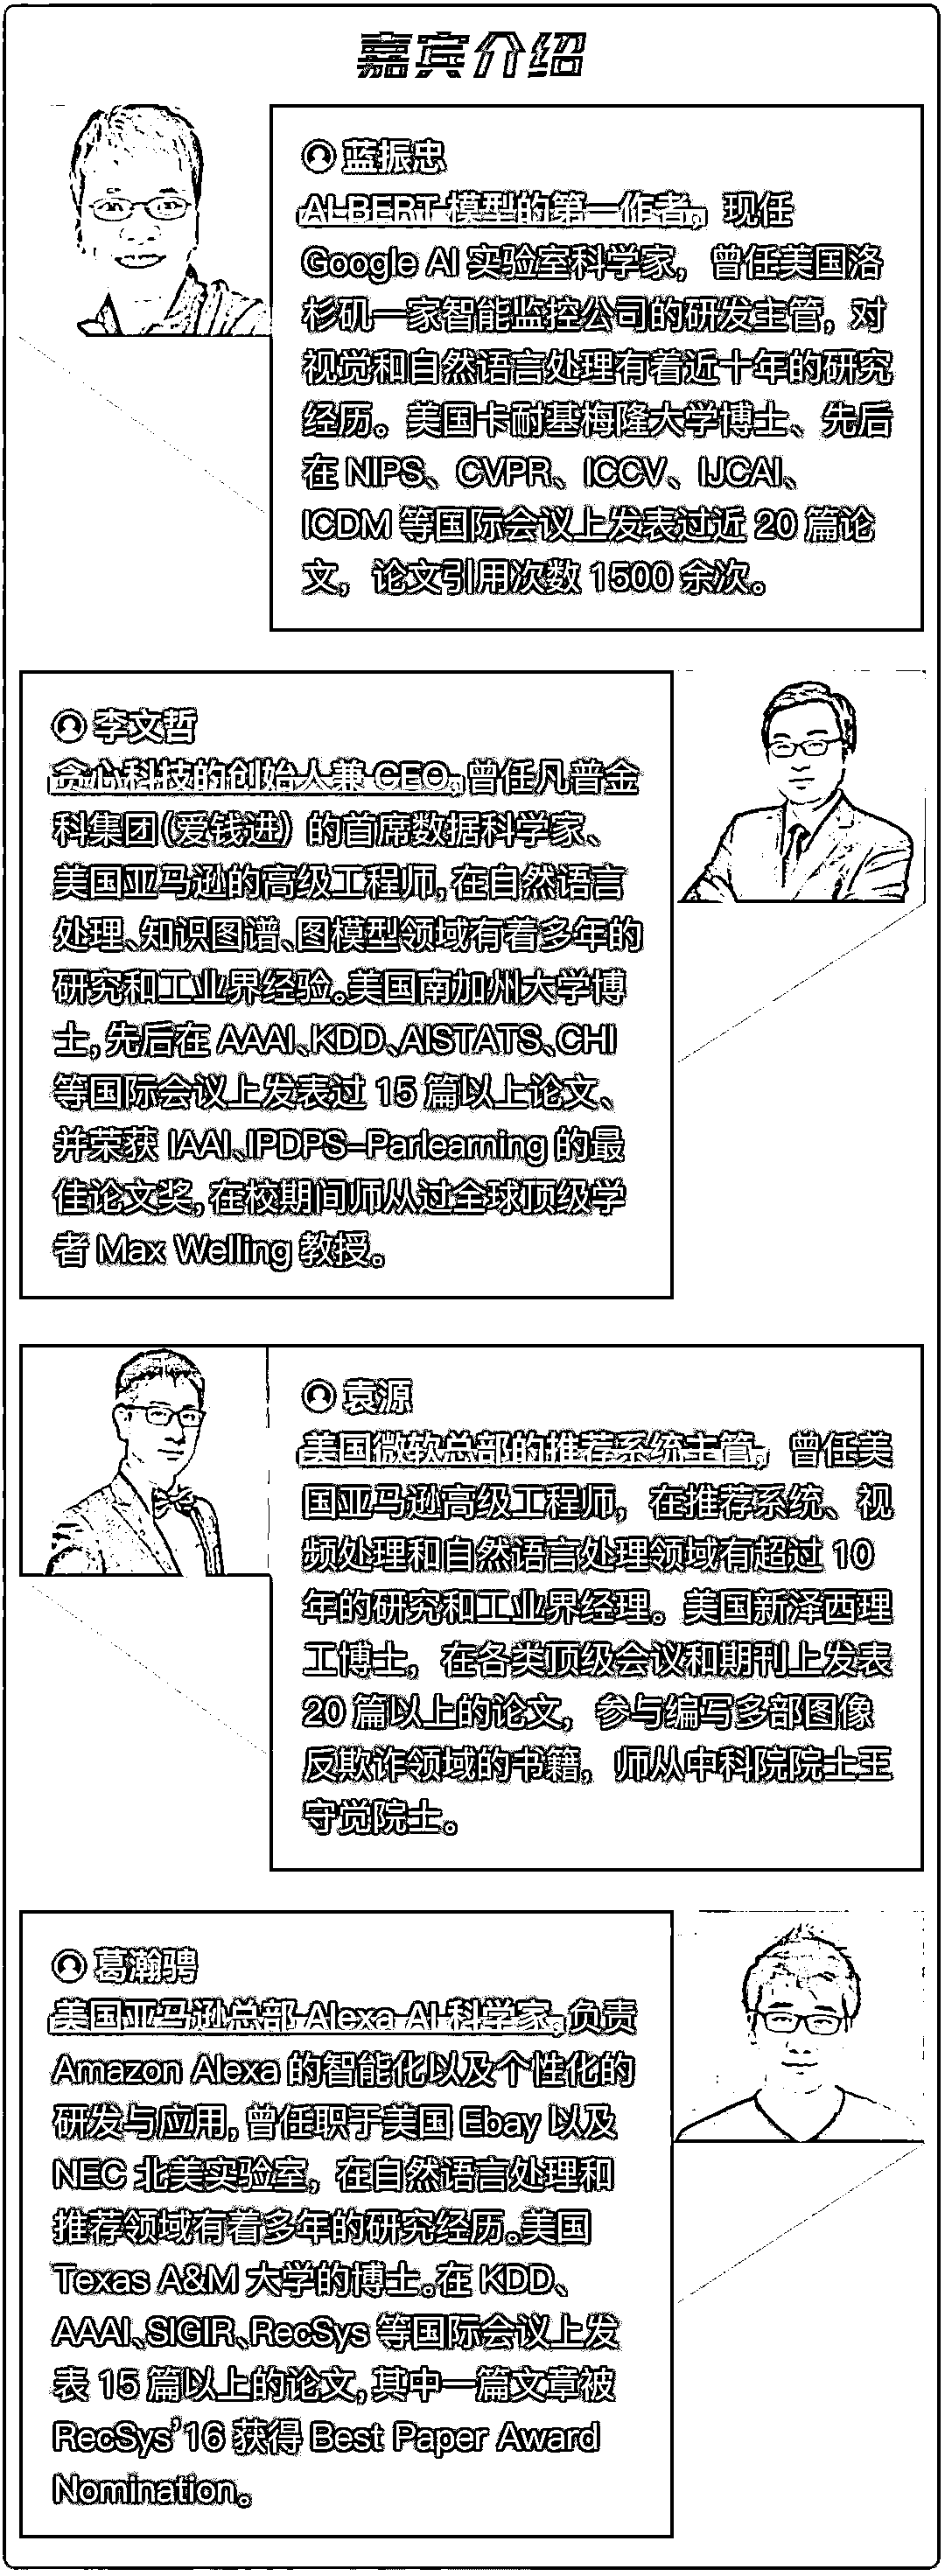 嘉宾介绍
蓝振忠
ALBERT 模型的第一作者，现任
Google AI 实验室科学家，曾任美国洛
杉矶一家智能监控公司的研发主管，对
视觉和自然语言处理有着近十年的研究
经历。美国卡耐基梅隆大学博士、先后
在 NIPS、CVPR、ICCV、IJCAI、
ICDM 等国际会议上发表过近 20 篇论
文，论文引用次数 1500 余次。
李文哲
贪心科技的创始人兼 CEO，曾任凡普金
科集团（爱钱进）的首席数据科学家、
美国亚马逊的高级工程师，在自然语言
处理、知识图谱、图模型领域有着多年的
研究和工业界经验。美国南加州大学博
士，先后在 AAAI、KDD、AISTATS、CHI
等国际会议上发表过 15 篇以上论文、
并荣获 IAAI、IPDPS-Parlearning 的最
佳论文奖，在校期间师从过全球顶级学
者 Max Welling 教授。
袁源
美国微软总部的推荐系统主管，曾任美
国亚马逊高级工程师，在推荐系统、视
频处理和自然语言处理领域有超过 10
年的研究和工业界经理。美国新泽西理
工博士，在各类顶级会议和期刊上发表
20 篇以上的论文，参与编写多部图像
反欺诈领域的书籍，师从中科院院士王
守觉院士。
葛瀚骋
美国亚马逊总部 Alexa AI 科学家，负责
Amazon Alexa 的智能化以及个性化的
研发与应用，曾任职于美国 Ebay 以及
NEC 北美实验室，在自然语言处理和
推荐领域有着多年的研究经历。美国
Texas A&M 大学的博士。在 KDD、
AAAI、SIGIR、RecSys 等国际会议上发
表 15 篇以上的论文，其中一篇文章被
RecSys'16 获得 Best Paper Award
Nomination。